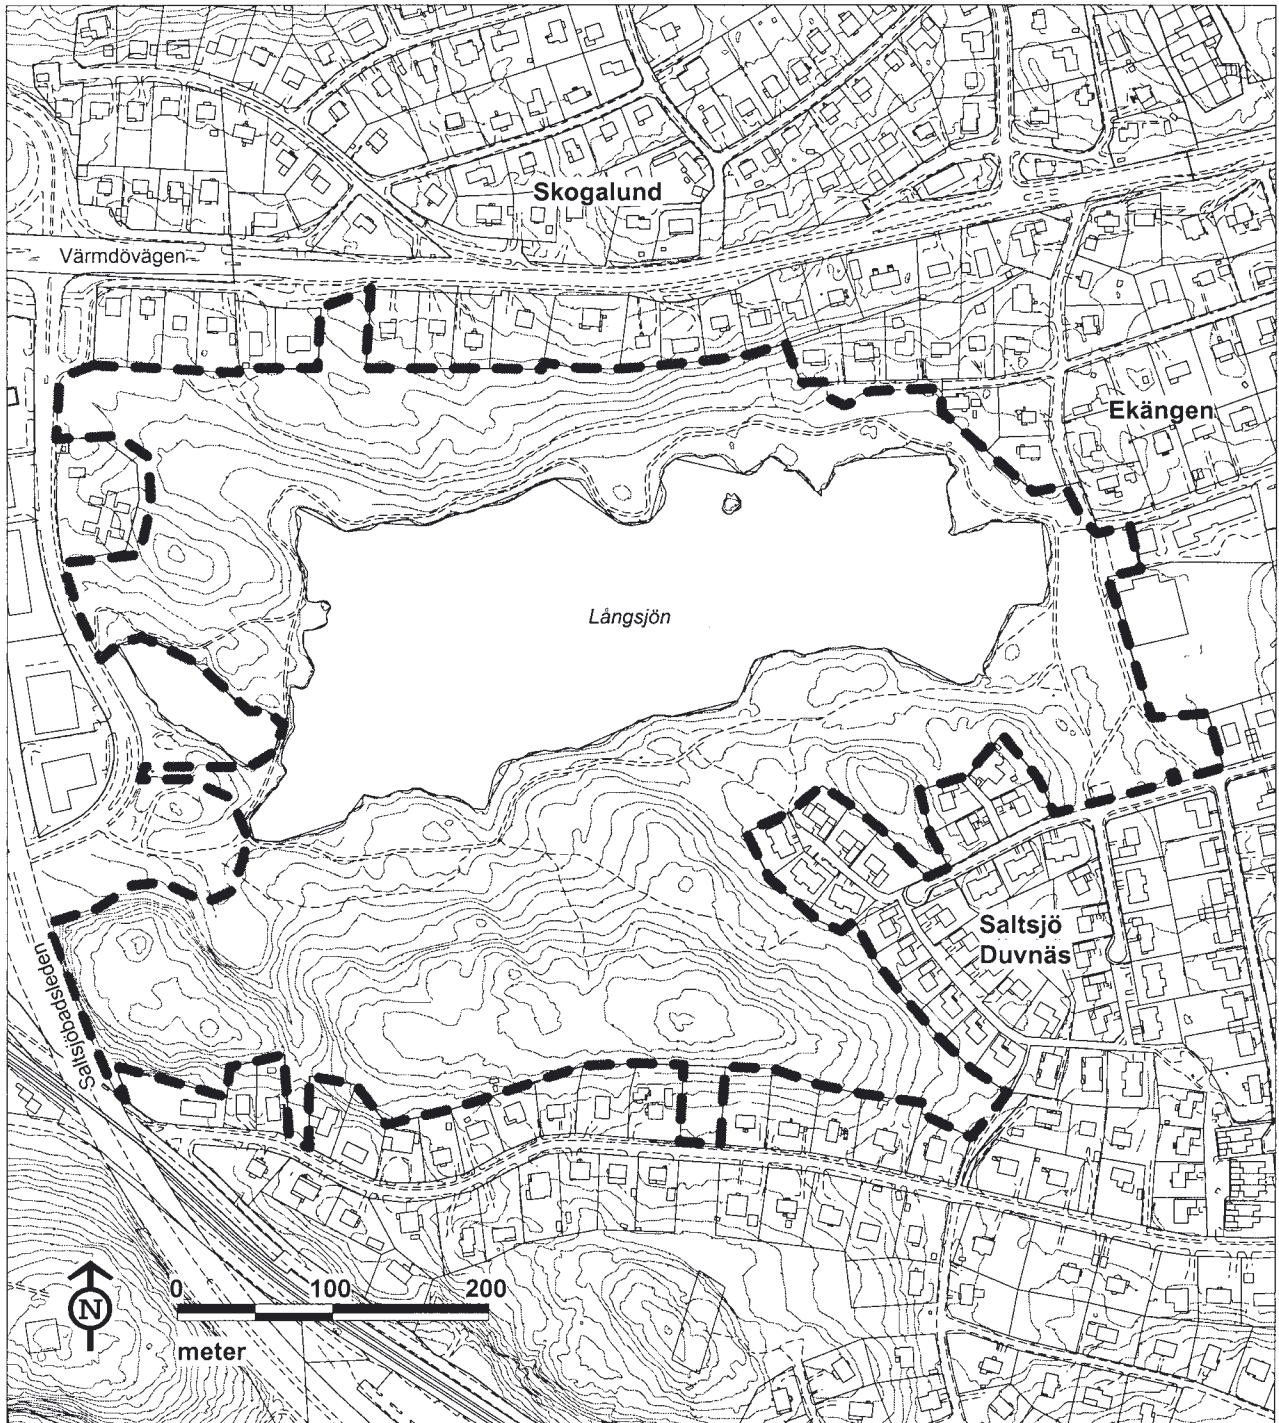 Skogalund
Värmdövägen
Ekängen
Långsjön
Saltsjö
Duvnäs
Saltsjöbadsleden
N
0 100 200
meter